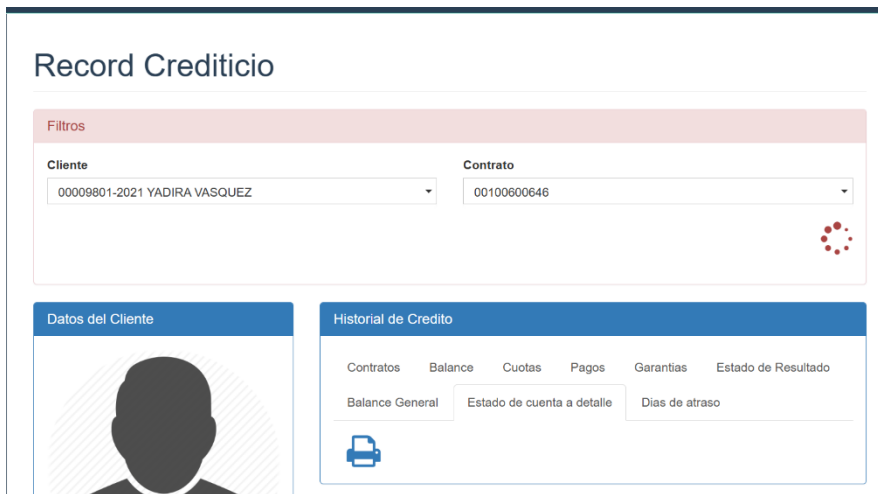 Record Crediticio
Filtros
Cliente
Contrato
00009801-2021 YADIRA VASQUEZ
00100600646
Datos del Cliente
Historial de Credito
Contratos Balance Cuotas Pagos Garantias Estado de Resultado
Balance General Estado de cuenta a detalle Dias de atraso